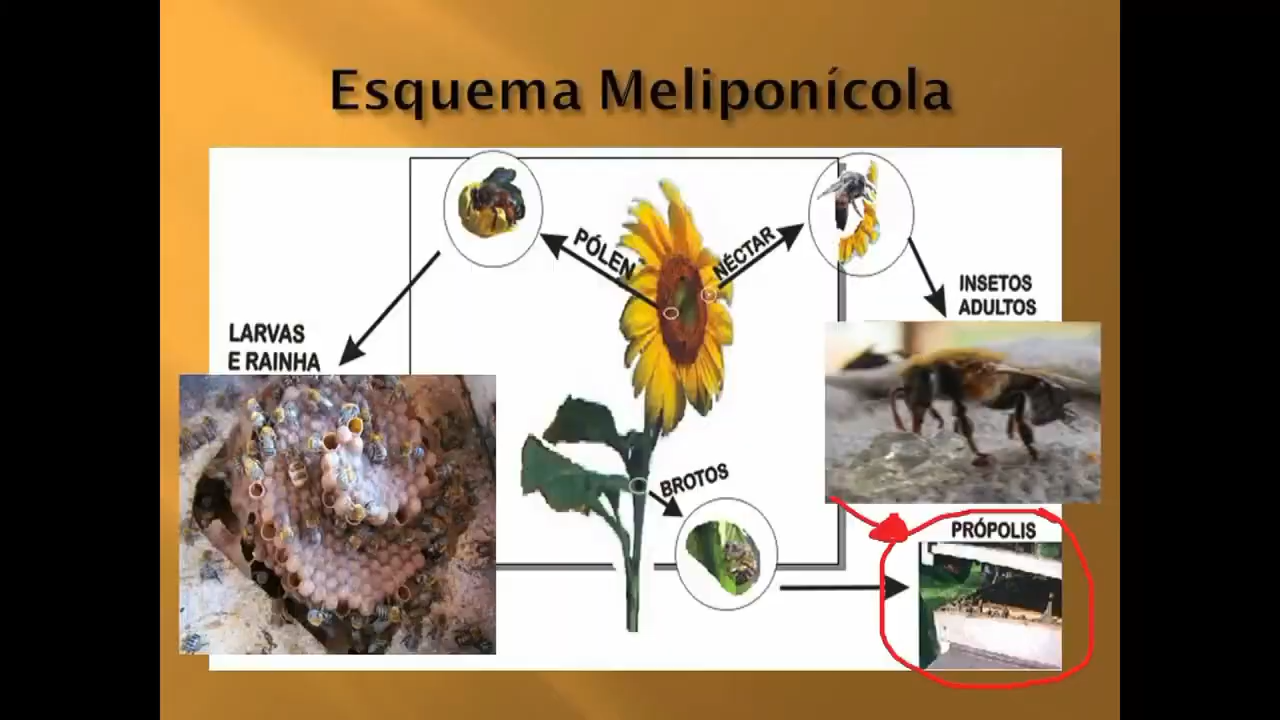 Esquema Meliponícola
PÓLEN
NÉCTAR
INSETOS
ADULTOS
LARVAS
E RAINHA
BROTOS
PRÓPOLIS